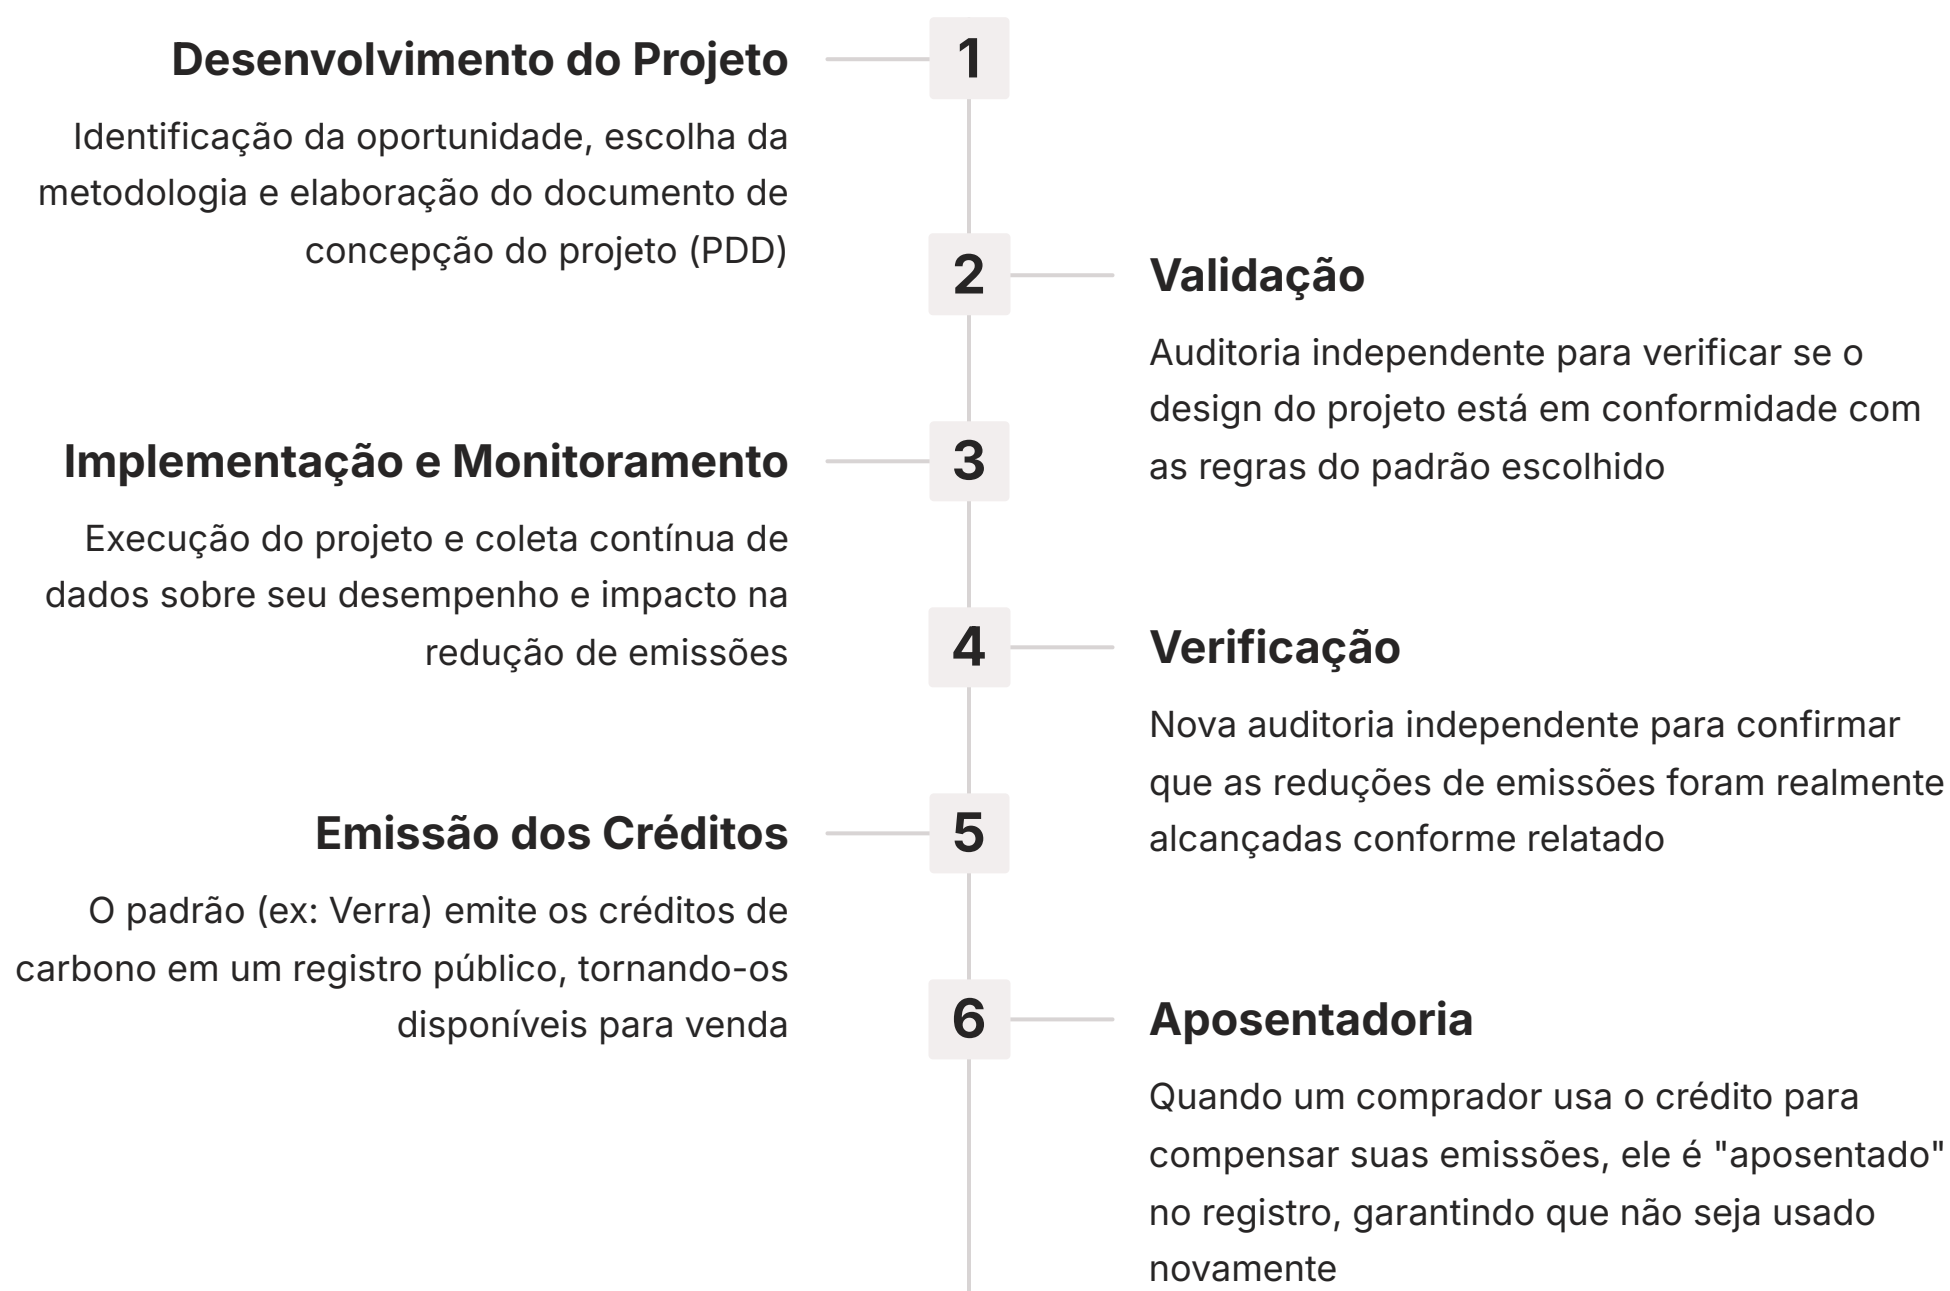 1
Desenvolvimento do Projeto
Identificação da oportunidade, escolha da
metodologia e elaboração do documento de
concepção do projeto (PDD)
2
Validação
Auditoria independente para verificar se o
design do projeto está em conformidade com
as regras do padrão escolhido
3
Implementação e Monitoramento
Execução do projeto e coleta contínua de
dados sobre seu desempenho e impacto na
redução de emissões
4
Verificação
Nova auditoria independente para confirmar
que as reduções de emissões foram realmente
alcançadas conforme relatado
5
Emissão dos Créditos
O padrão (ex: Verra) emite os créditos de
carbono em um registro público, tornando-os
disponíveis para venda
6
Aposentadoria
Quando um comprador usa o crédito para
compensar suas emissões, ele é "aposentado"
no registro, garantindo que não seja usado
novamente